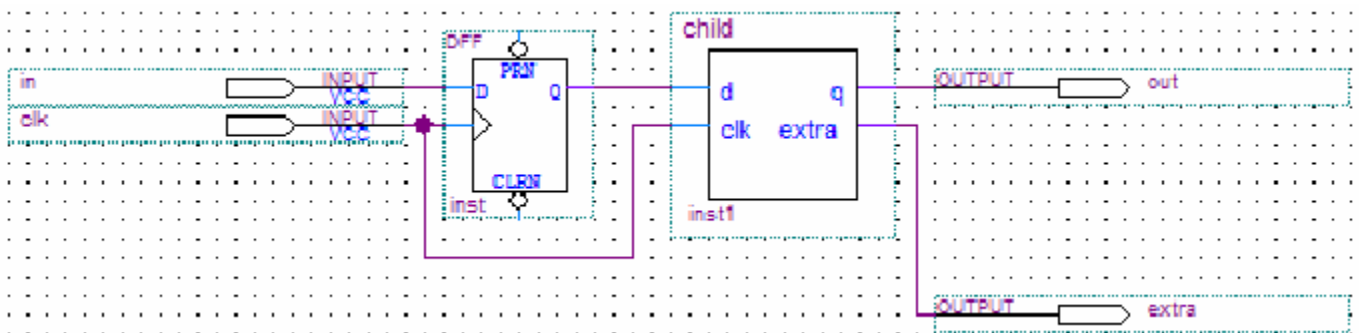 in
INPUT
VCC
clk
INPUT
VCC
DFF
PRN
D
Q
CLRN
inst
child
d
q
clk
extra
inst1
OUTPUT
out
OUTPUT
extra